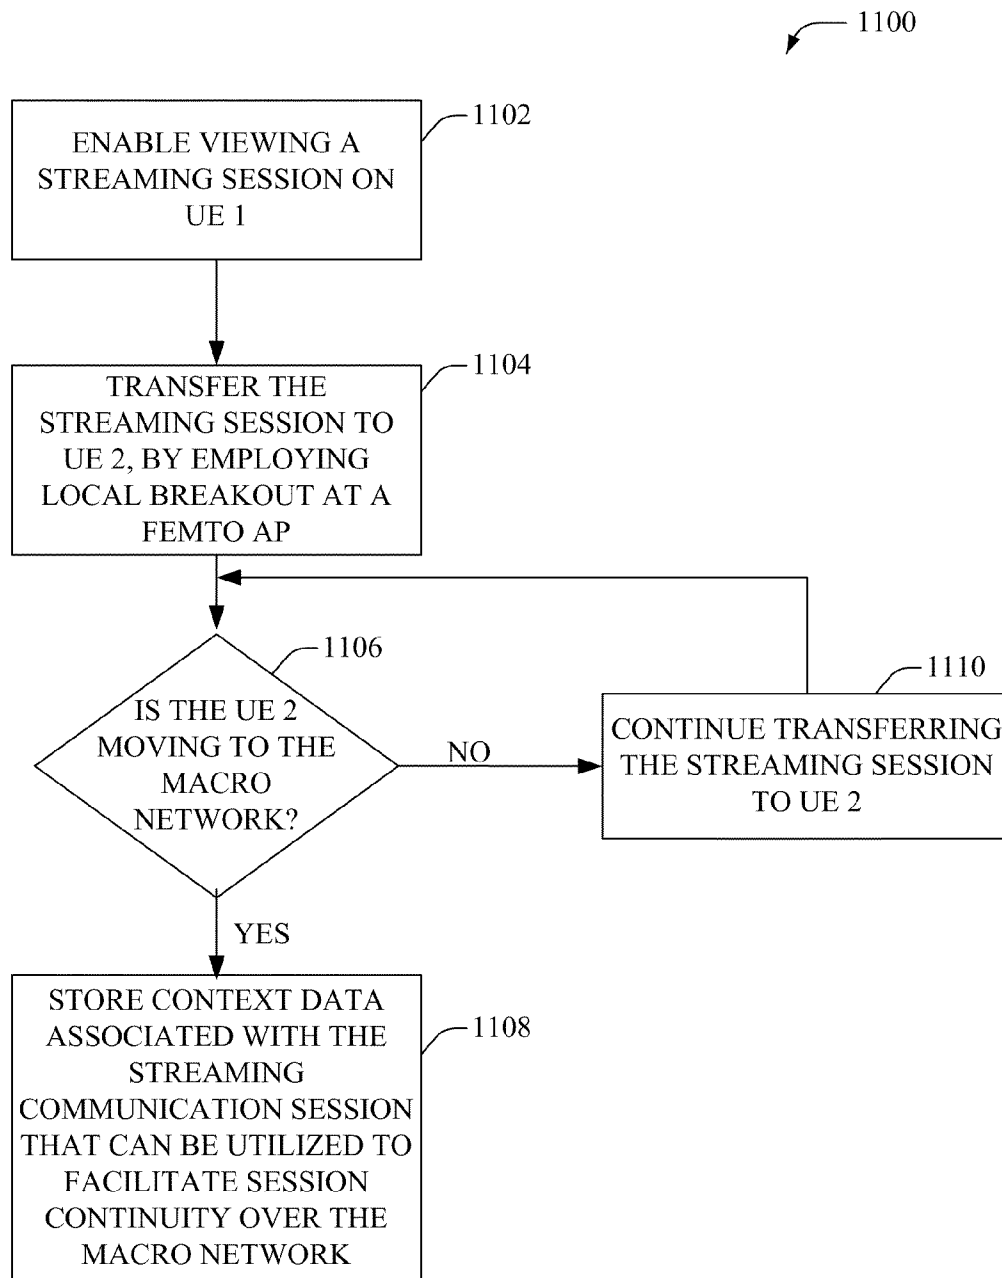 1100
1102
ENABLE VIEWING A
STREAMING SESSION ON
UE 1
1104
TRANSFER THE
STREAMING SESSION TO
UE 2, BY EMPLOYING
LOCAL BREAKOUT AT A
FEMTO AP
1106
IS THE UE 2
MOVING TO THE
MACRO
NETWORK?
NO
1110
CONTINUE TRANSFERRING
THE STREAMING SESSION
TO UE 2
YES
1108
STORE CONTEXT DATA
ASSOCIATED WITH THE
STREAMING
COMMUNICATION SESSION
THAT CAN BE UTILIZED TO
FACILITATE SESSION
CONTINUITY OVER THE
MACRO NETWORK